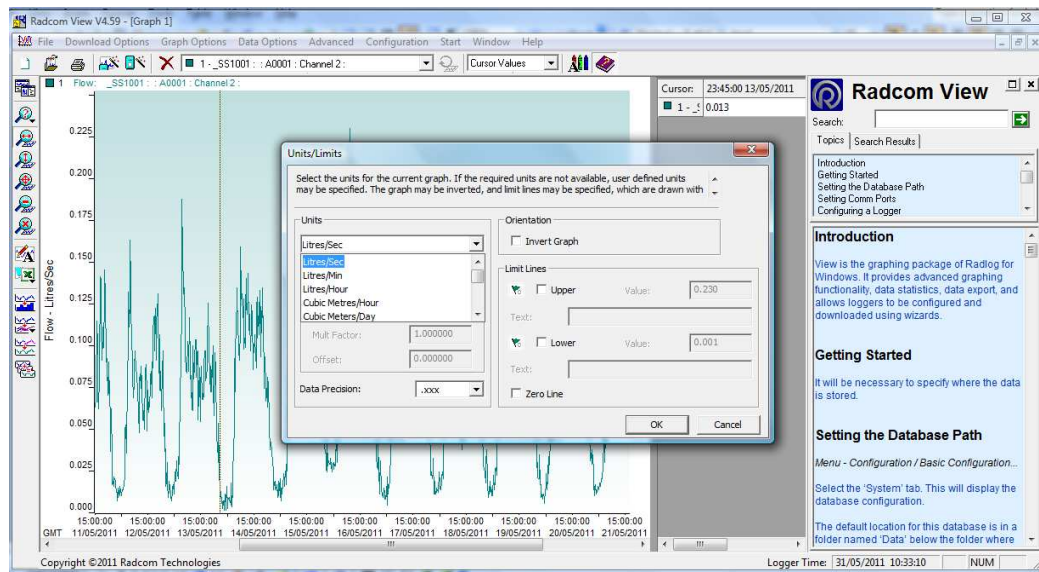 Radcom View V4.59 - [Graph 1]
File Download Options Graph Options Data Options Advanced Configuration Start Window Help
1 - _SS1001 : : A0001 : Channel 2 :
Cursor Values
1 Flow: _SS1001 : : A0001 : Channel 2 :
Flow - Litres/Sec
0.225
0.200
0.175
0.150
0.125
0.100
0.075
0.050
0.025
0.000
15:00:00 15:00:00 15:00:00 15:00:00 15:00:00 15:00:00 15:00:00 15:00:00 15:00:00 15:00:00 15:00:00
GMT 11/05/2011 12/05/2011 13/05/2011 14/05/2011 15/05/2011 16/05/2011 17/05/2011 18/05/2011 19/05/2011 20/05/2011 21/05/2011
Cursor: 23:45:00 13/05/2011
1 - _S 0.013
Units/Limits
Select the units for the current graph. If the required units are not available, user defined units
may be specified. The graph may be inverted, and limit lines may be specified, which are drawn with
Units
Litres/Sec
Litres/Sec
Litres/Min
Litres/Hour
Cubic Metres/Hour
Cubic Meters/Day
Mult Factor: 1.000000
Offset: 0.000000
Data Precision: .xxx
Orientation
Invert Graph
Limit Lines
Upper Value: 0.230
Text:
Lower Value: 0.001
Text:
Zero Line
OK Cancel
Radcom View
Search:
Topics Search Results
Introduction
Getting Started
Setting the Database Path
Setting Comm Ports
Configuring a Logger
Introduction
View is the graphing package of Radlog for
Windows. It provides advanced graphing
functionality, data statistics, data export, and
allows loggers to be configured and
downloaded using wizards.
Getting Started
It will be necessary to specify where the data
is stored.
Setting the Database Path
Menu - Configuration / Basic Configuration...
Select the 'System' tab. This will display the
database configuration.
The default location for this database is in a
folder named 'Data' below the folder where
Copyright ©2011 Radcom Technologies
Logger Time: 31/05/2011 10:33:10 NUM